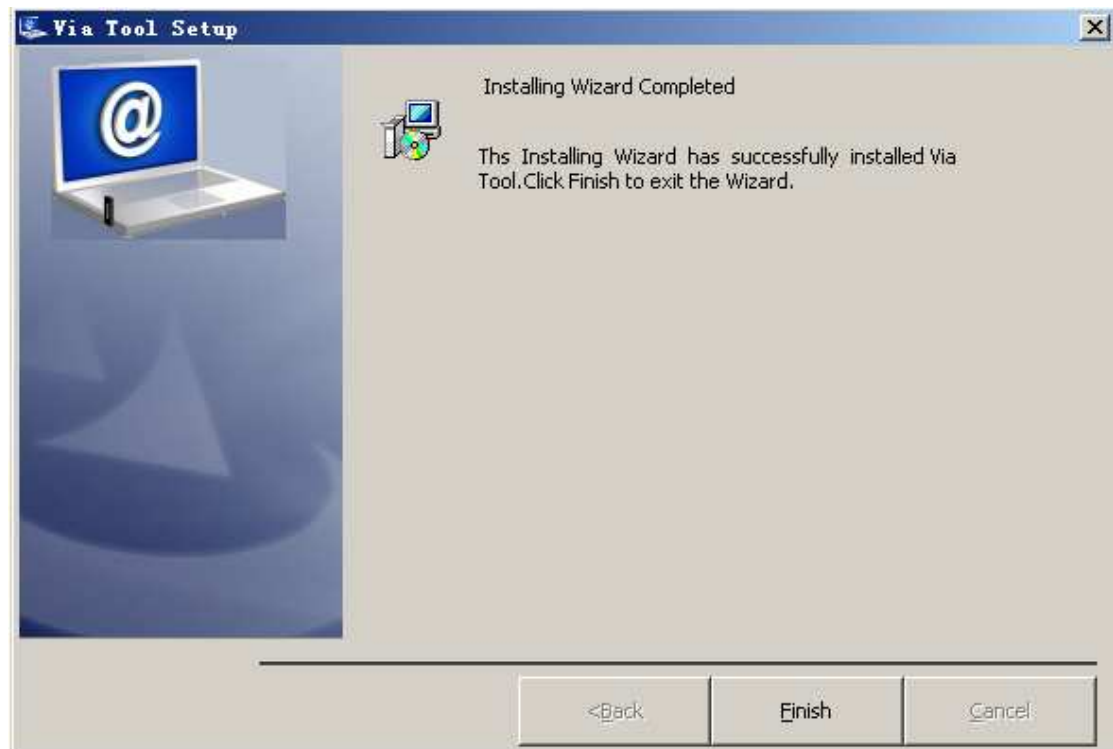 Via Tool Setup
@
Installing Wizard Completed
Ths Installing Wizard has successfully installed Via
Tool.Click Finish to exit the Wizard.
<Back
Finish
Cancel